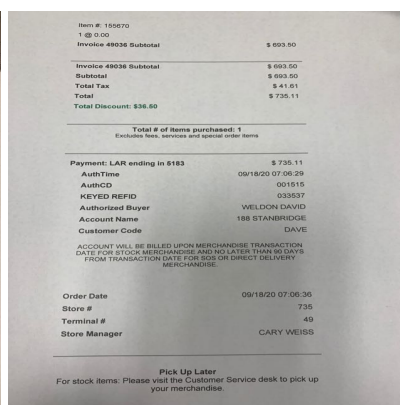 Item #: 155670
1 @ 0.00
Invoice 49036 Subtotal $ 693.50
Invoice 49036 Subtotal $ 693.50
Subtotal $ 693.50
Total Tax $ 41.61
Total $ 735.11
Total Discount: $36.50
Total # of items purchased: 1
Excludes fees, services and special order items
Payment: LAR ending in 5183 $ 735.11
AuthTime 09/18/20 07:06:29
AuthCD 001515
KEYED REFID 033537
Authorized Buyer WELDON DAVID
Account Name 188 STANBRIDGE
Customer Code DAVE
ACCOUNT WILL BE BILLED UPON MERCHANDISE TRANSACTION
DATE FOR STOCK MERCHANDISE AND NO LATER THAN 90 DAYS
FROM TRANSACTION DATE FOR SOS OR DIRECT DELIVERY
MERCHANDISE.
Order Date 09/18/20 07:06:36
Store # 735
Terminal # 49
Store Manager CARY WEISS
Pick Up Later
For stock items: Please visit the Customer Service desk to pick up
your merchandise.